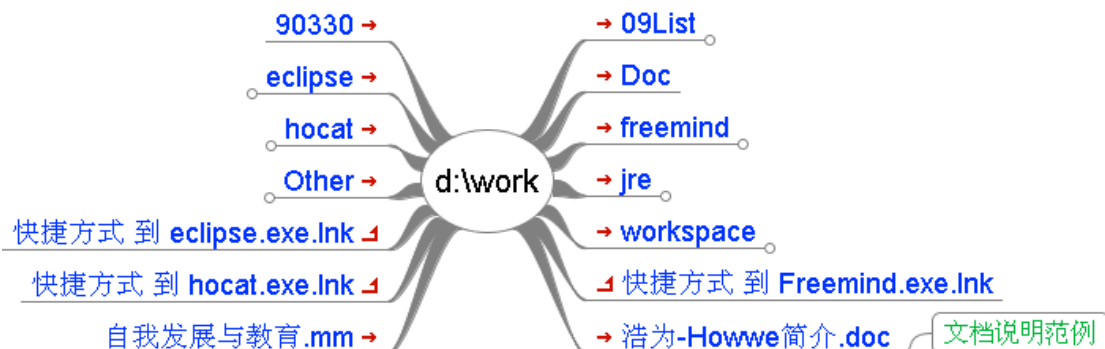 90330
eclipse
hocat
Other
快捷方式 到 eclipse.exe.lnk
快捷方式 到 hocat.exe.lnk
自我发展与教育.mm
d:\work
09List
Doc
freemind
jre
workspace
快捷方式 到 Freemind.exe.lnk
浩为-Howwe简介.doc
文档说明范例